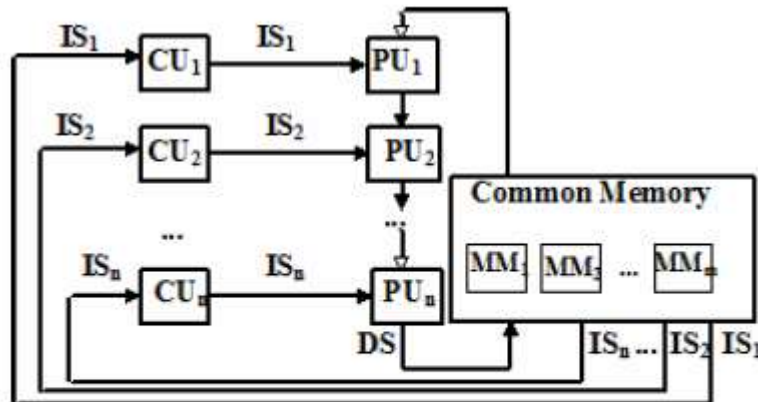 IS₁ IS₁
CU₁ PU₁
IS₂ IS₂
CU₂ PU₂
Common Memory
... ...
MM₁ MM₂ ... MMₘ
ISₙ ISₙ
CUₙ PUₙ
DS ISₙ ... IS₂ IS₁